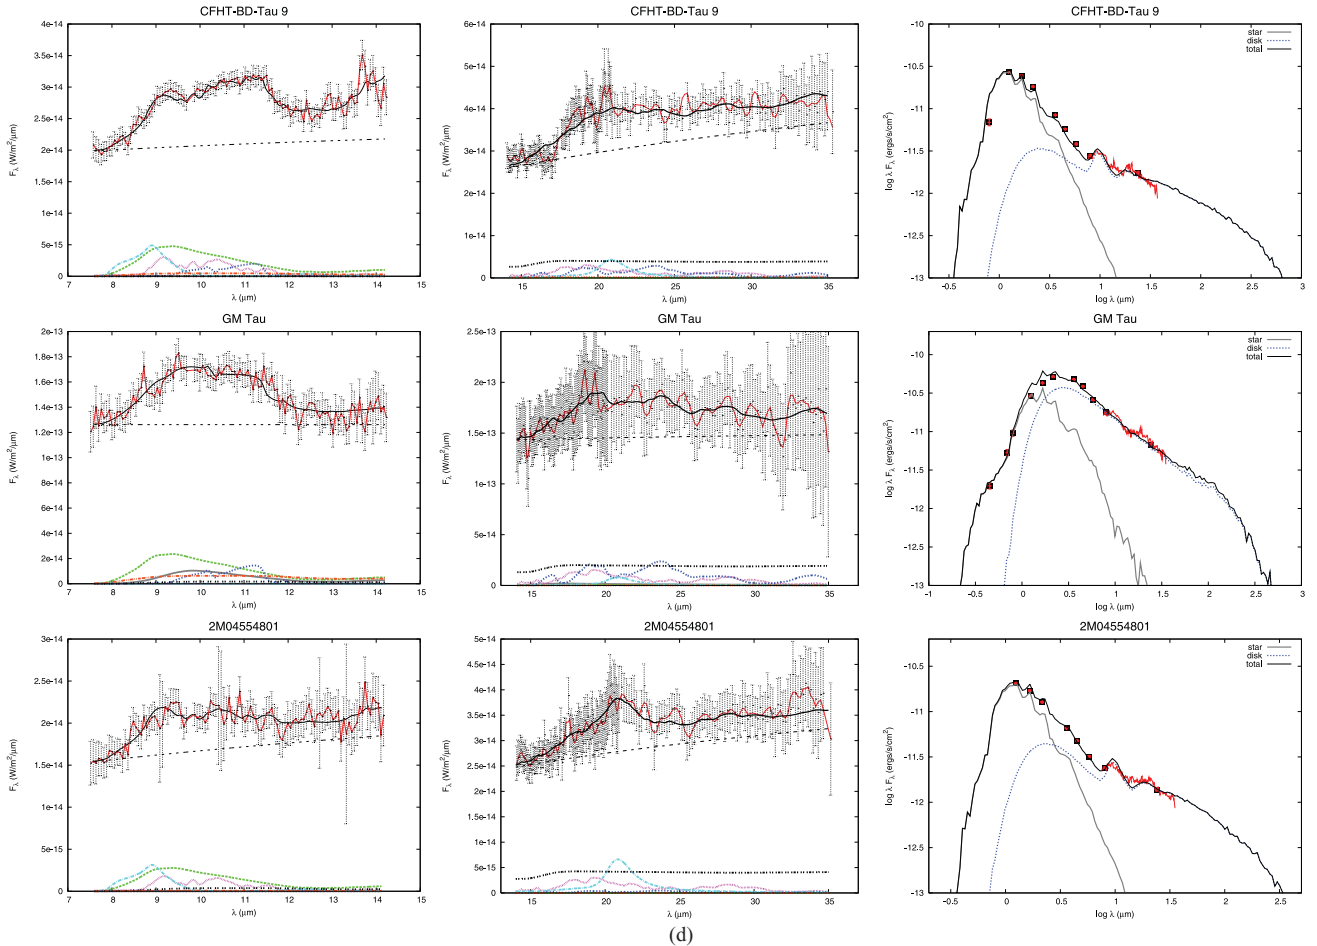 CFHT-BD-Tau 9
F_λ (W/m²/μm)
4e-14
3.5e-14
3e-14
2.5e-14
2e-14
1.5e-14
1e-14
5e-15
0
7 8 9 10 11 12 13 14 15
λ (μm)
CFHT-BD-Tau 9
F_λ (W/m²/μm)
6e-14
5e-14
4e-14
3e-14
2e-14
1e-14
0
15 20 25 30 35
λ (μm)
CFHT-BD-Tau 9
star
disk
total
log λ F_λ (ergs/s/cm²)
-10
-10.5
-11
-11.5
-12
-12.5
-13
-0.5 0 0.5 1 1.5 2 2.5 3
log λ (μm)
GM Tau
F_λ (W/m²/μm)
2e-13
1.8e-13
1.6e-13
1.4e-13
1.2e-13
1e-13
8e-14
6e-14
4e-14
2e-14
0
7 8 9 10 11 12 13 14 15
λ (μm)
GM Tau
F_λ (W/m²/μm)
2e-13
1.5e-13
1e-13
5e-14
0
15 20 25 30 35
λ (μm)
GM Tau
star
disk
total
log λ F_λ (ergs/s/cm²)
-10
-10.5
-11
-11.5
-12
-12.5
-13
-1 -0.5 0 0.5 1 1.5 2 2.5 3
log λ (μm)
2M04554801
F_λ (W/m²/μm)
3e-14
2.5e-14
2e-14
1.5e-14
1e-14
5e-15
0
7 8 9 10 11 12 13 14 15
λ (μm)
2M04554801
F_λ (W/m²/μm)
5e-14
4.5e-14
4e-14
3.5e-14
3e-14
2.5e-14
2e-14
1.5e-14
1e-14
5e-15
0
15 20 25 30 35
λ (μm)
2M04554801
star
disk
total
log λ F_λ (ergs/s/cm²)
-10.5
-11
-11.5
-12
-12.5
-13
-0.5 0 0.5 1 1.5 2 2.5
log λ (μm)
(d)